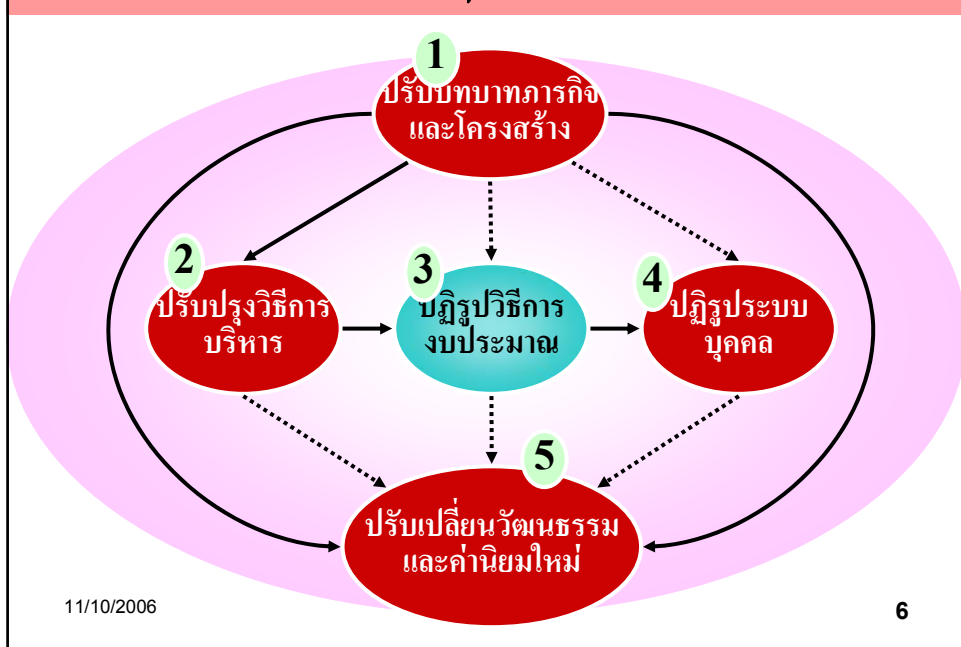 1
ปรับบทบาทภารกิจ
และโครงสร้าง
2
ปรับปรุงวิธีการ
บริหาร
3
ปฏิรูปวิธีการ
งบประมาณ
4
ปฏิรูประบบ
บุคคล
5
ปรับเปลี่ยนวัฒนธรรม
และค่านิยมใหม่
11/10/2006
6